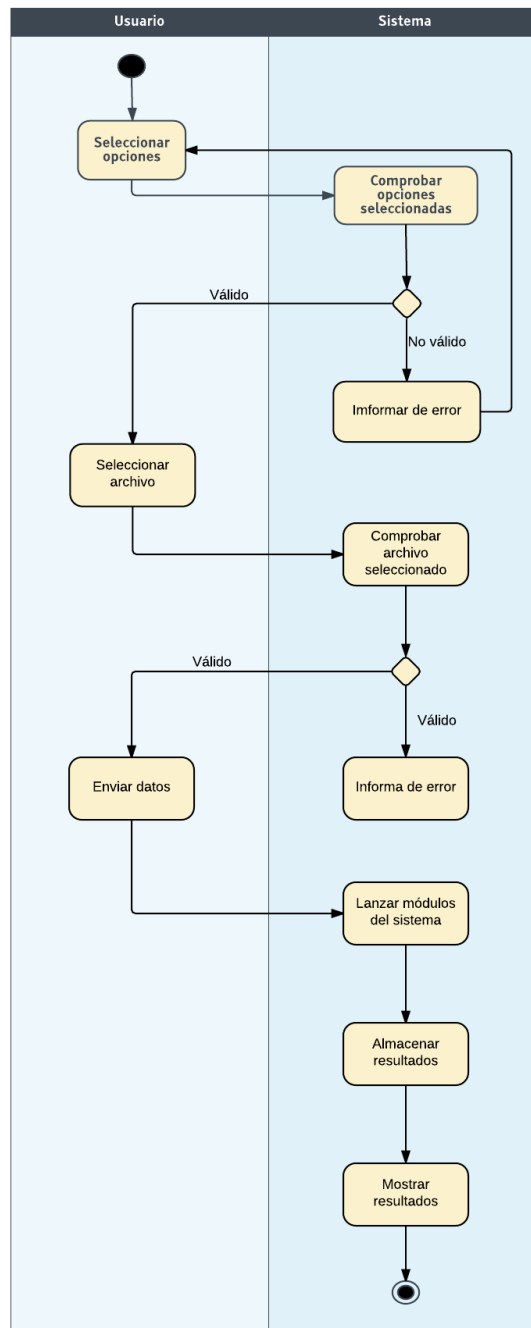 Usuario
Sistema
Seleccionar
opciones
Comprobar
opciones
seleccionadas
Válido
No válido
Imformar de error
Seleccionar
archivo
Comprobar
archivo
seleccionado
Válido
Válido
Enviar datos
Informa de error
Lanzar módulos
del sistema
Almacenar
resultados
Mostrar
resultados